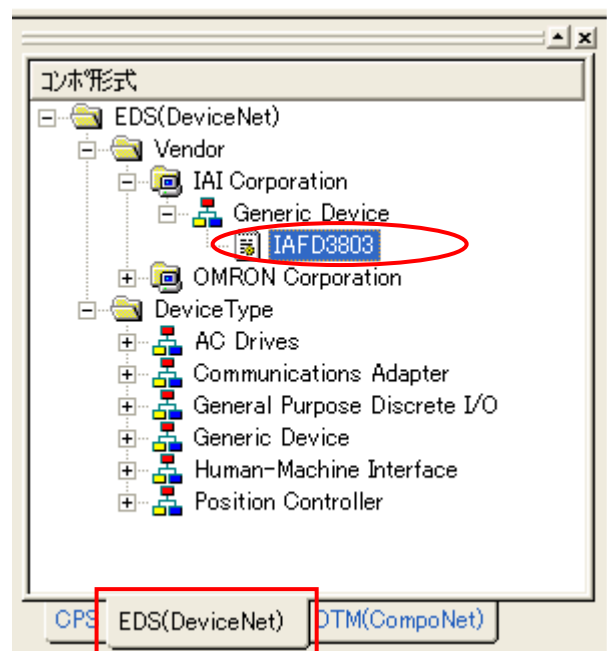 コンポ形式
EDS(DeviceNet)
Vendor
IAI Corporation
Generic Device
IAFD3803
OMRON Corporation
DeviceType
AC Drives
Communications Adapter
General Purpose Discrete I/O
Generic Device
Human-Machine Interface
Position Controller
CPS EDS(DeviceNet) DTM(CompoNet)